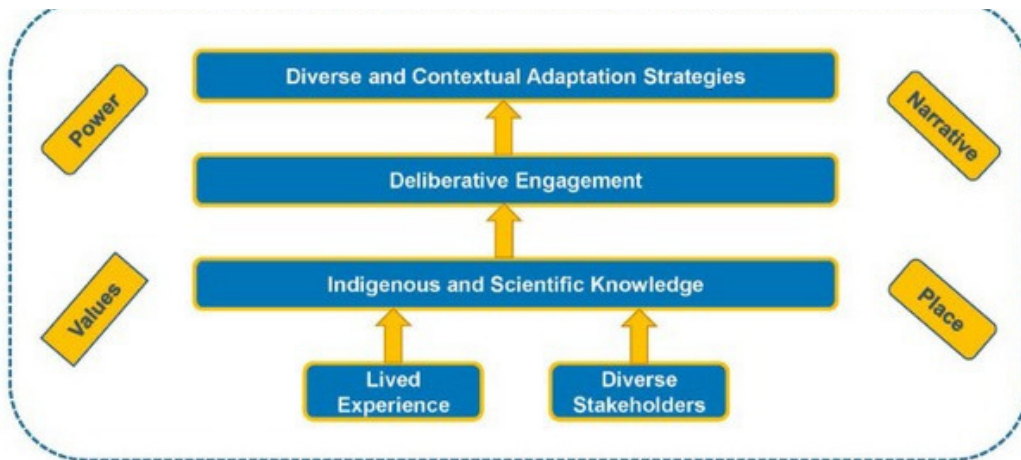 Diverse and Contextual Adaptation Strategies
Power
Narrative
Deliberative Engagement
Indigenous and Scientific Knowledge
Values
Place
Lived
Experience
Diverse
Stakeholders